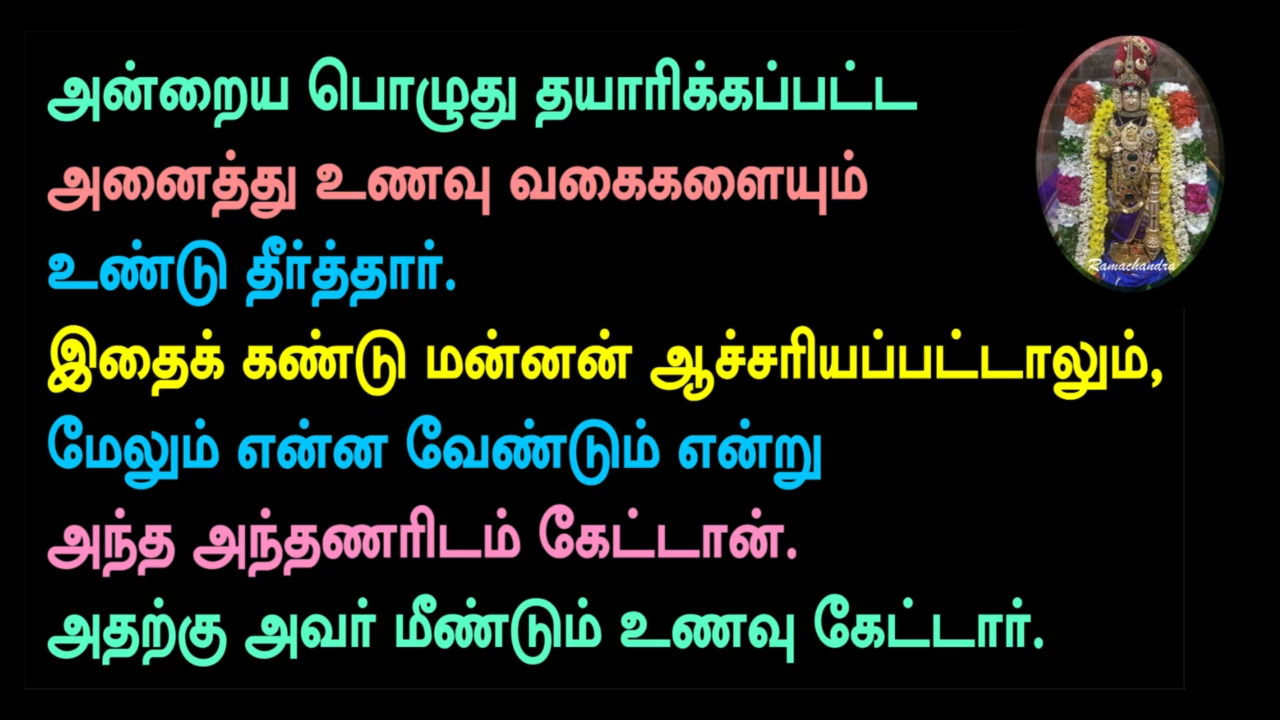 அன்றைய பொழுது தயாரிக்கப்பட்ட
அனைத்து உணவு வகைகளையும்
உண்டு தீர்த்தார்.
இதைக் கண்டு மன்னன் ஆச்சரியப்பட்டாலும்,
மேலும் என்ன வேண்டும் என்று
அந்த அந்தணரிடம் கேட்டான்.
அதற்கு அவர் மீண்டும் உணவு கேட்டார்.
Ramachandra